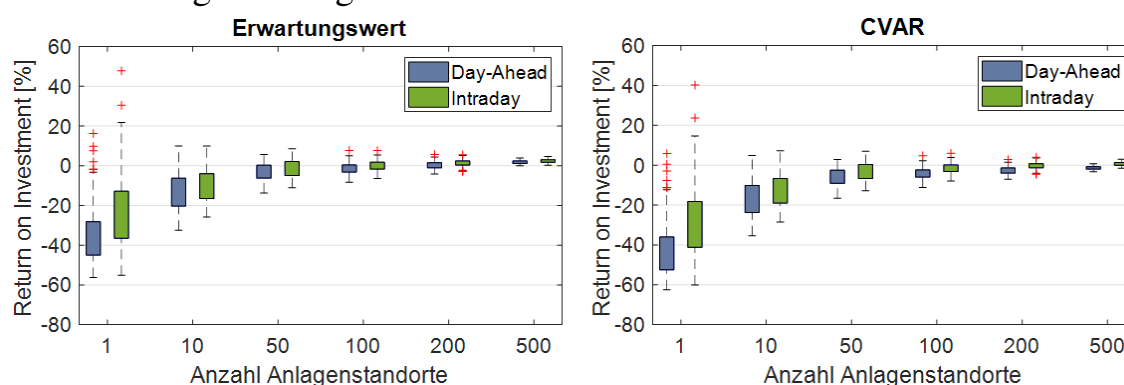 Erwartungswert
Return on Investment [%]
60
40
20
0
-20
-40
-60
-80
Day-Ahead
Intraday
1 10 50 100 200 500
Anzahl Anlagenstandorte
CVAR
Return on Investment [%]
60
40
20
0
-20
-40
-60
-80
Day-Ahead
Intraday
1 10 50 100 200 500
Anzahl Anlagenstandorte